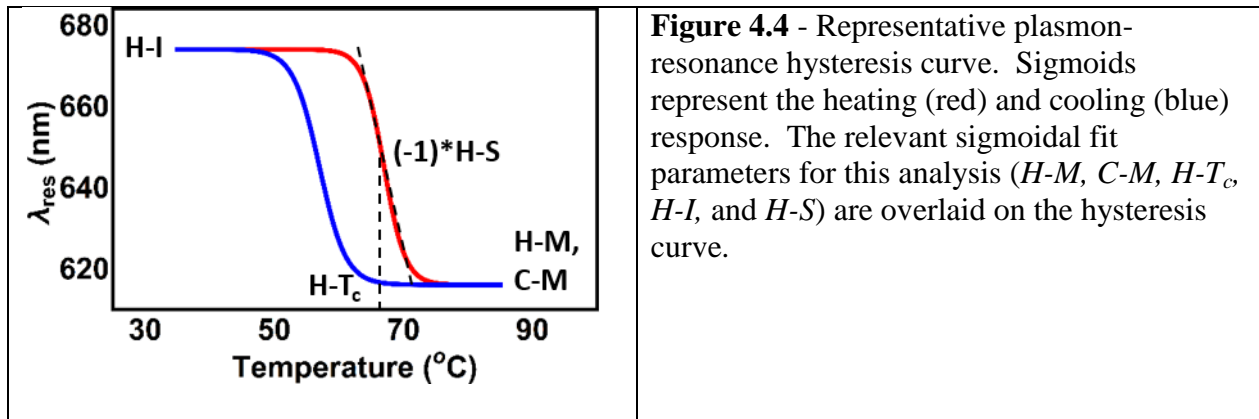 680
660
640
620
λres (nm)
H-I
(-1)*H-S
H-M,
C-M
H-Tc
30 50 70 90
Temperature (°C)
Figure 4.4 - Representative plasmon-
resonance hysteresis curve. Sigmoids
represent the heating (red) and cooling (blue)
response. The relevant sigmoidal fit
parameters for this analysis (H-M, C-M, H-Tc,
H-I, and H-S) are overlaid on the hysteresis
curve.